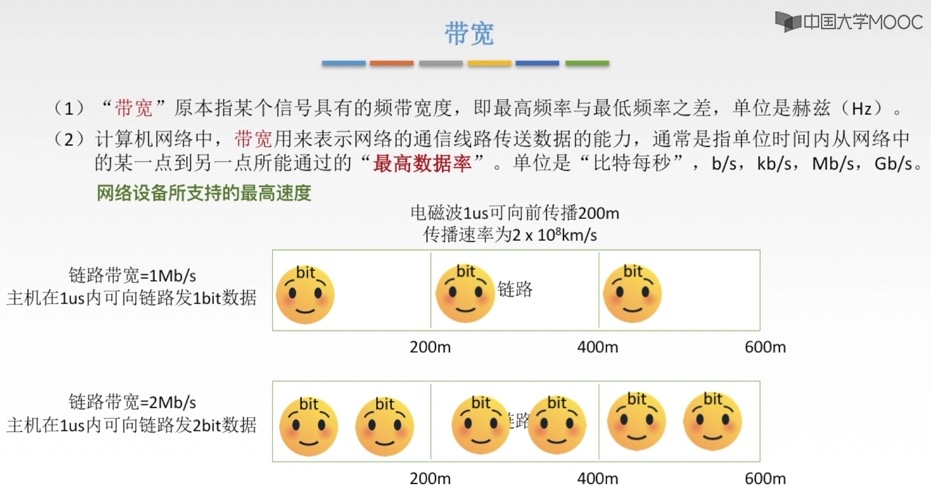 中国大学MOOC
带宽
（1）“带宽”原本指某个信号具有的频带宽度，即最高频率与最低频率之差，单位是赫兹（Hz）。
（2）计算机网络中，带宽用来表示网络的通信线路传送数据的能力，通常是指单位时间内从网络中
的某一点到另一点所能通过的“最高数据率”。单位是“比特每秒”，b/s，kb/s，Mb/s，Gb/s。
网络设备所支持的最高速度
电磁波1us可向前传播200m
传播速率为2 x 10⁸km/s
链路带宽=1Mb/s
主机在1us内可向链路发1bit数据
bit bit 链路 bit
200m 400m 600m
链路带宽=2Mb/s
主机在1us内可向链路发2bit数据
bit bit bit 链路 bit bit bit
200m 400m 600m